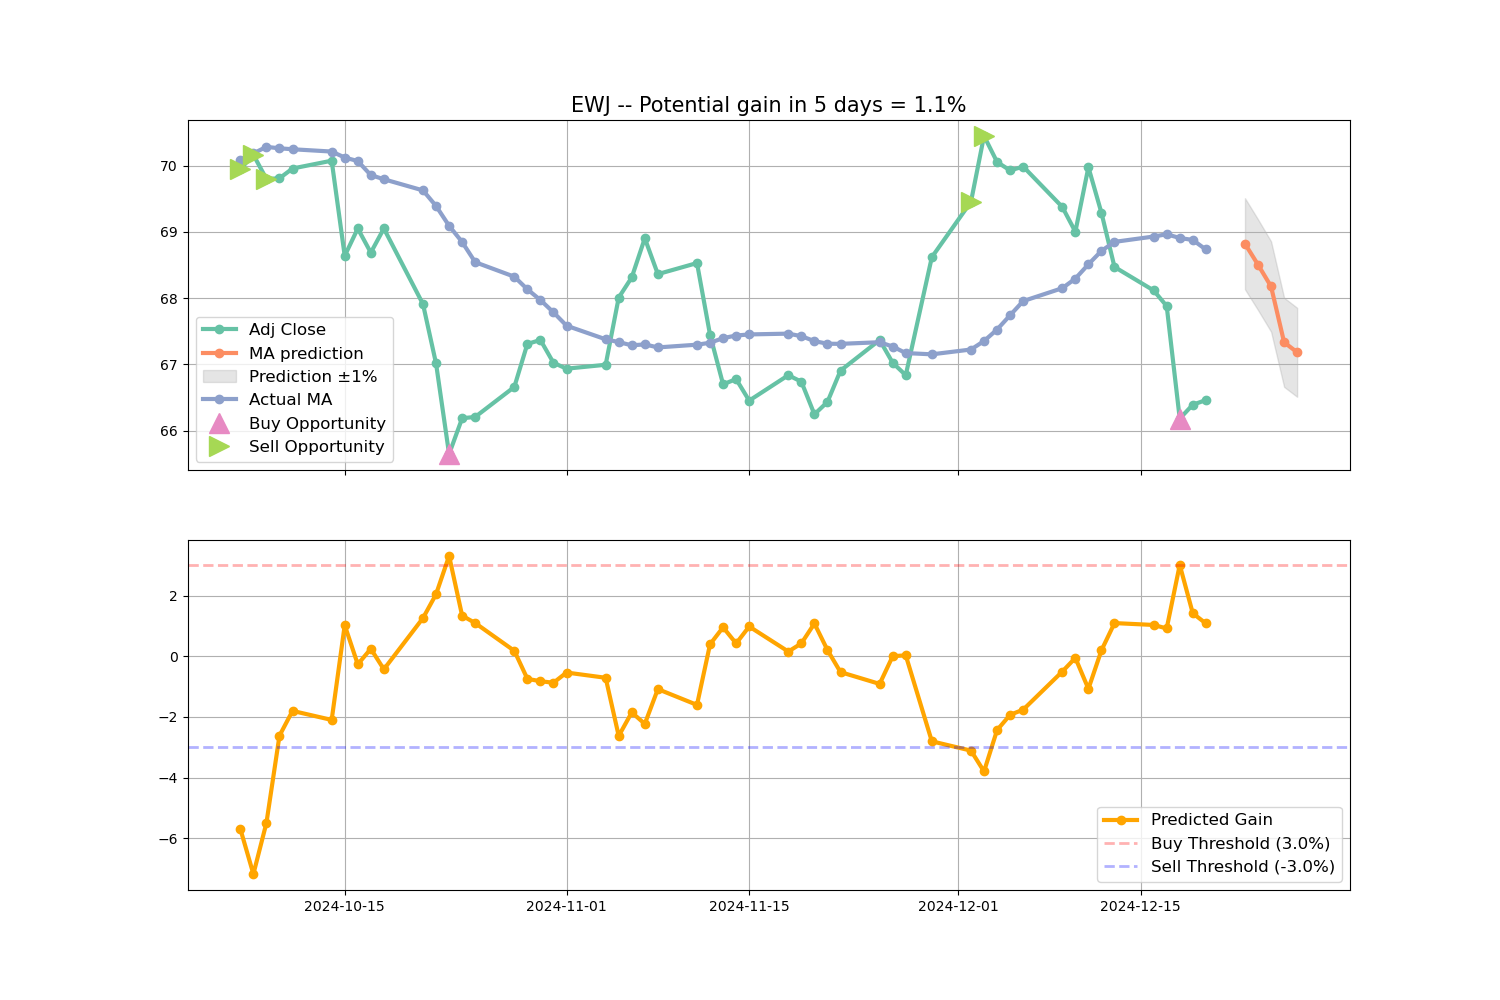 EWJ -- Potential gain in 5 days = 1.1%
70
69
68
67
66
Adj Close
MA prediction
Prediction ±1%
Actual MA
Buy Opportunity
Sell Opportunity
2
0
−2
−4
−6
Predicted Gain
Buy Threshold (3.0%)
Sell Threshold (-3.0%)
2024-10-15 2024-11-01 2024-11-15 2024-12-01 2024-12-15